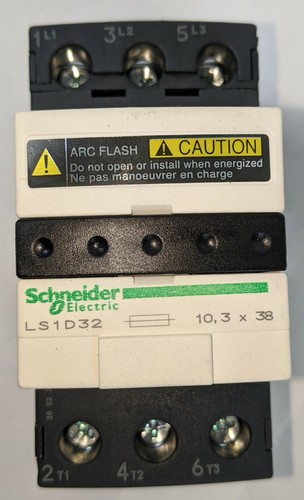 1L1 3L2 5L3
ARC FLASH CAUTION
Do not open or install when energized
Ne pas manoeuvrer en charge
Schneider
Electric
LS1D32 10,3 x 38
2T1 4T2 6T3